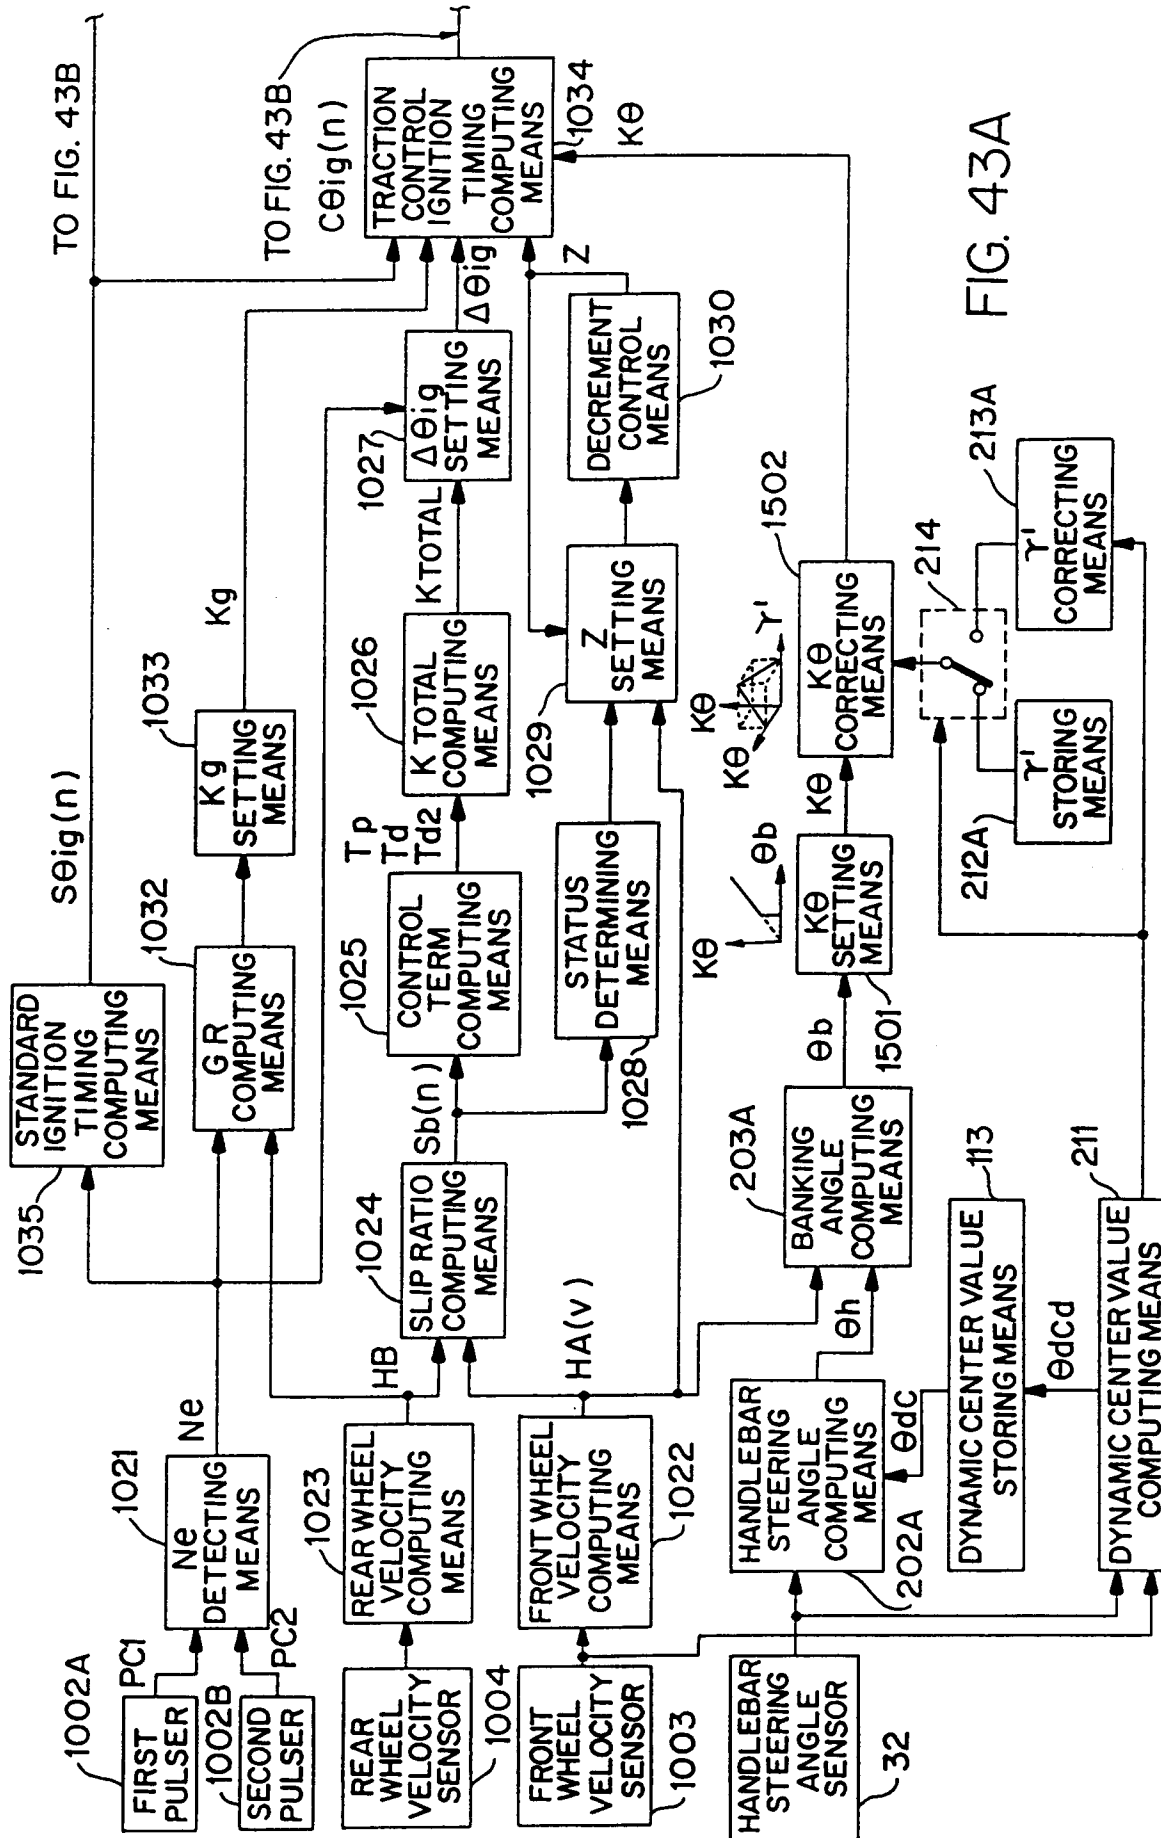 TO FIG. 43B
TO FIG. 43B
STANDARD
IGNITION
TIMING
COMPUTING
MEANS
1035
Sθig(n)
Cθig(n)
TRACTION
CONTROL
IGNITION
TIMING
COMPUTING
MEANS
1034
Kθ
1002A
FIRST
PULSER
PC1
1002B
SECOND
PULSER
PC2
1021
Ne
DETECTING
MEANS
Ne
1032
G R
COMPUTING
MEANS
1033
Kg
SETTING
MEANS
Kg
REAR
WHEEL
VELOCITY
SENSOR
1004
1023
REAR WHEEL
VELOCITY
COMPUTING
MEANS
HB
1024
SLIP RATIO
COMPUTING
MEANS
Sb(n)
1025
CONTROL
TERM
COMPUTING
MEANS
Tp
Td
Td2
1026
K TOTAL
COMPUTING
MEANS
KTOTAL
1027
Δθig
SETTING
MEANS
Δθig
FRONT
WHEEL
VELOCITY
SENSOR
1003
FRONT WHEEL
VELOCITY
COMPUTING
MEANS
1022
HA(v)
STATUS
DETERMINING
MEANS
1028
Z
SETTING
MEANS
1029
DECREMENT
CONTROL
MEANS
1030
Z
HANDLEBAR
STEERING
ANGLE
SENSOR
32
HANDLEBAR
STEERING
ANGLE
COMPUTING
MEANS
202A
θh
203A
BANKING
ANGLE
COMPUTING
MEANS
θb
Kθ
θb
Kθ
SETTING
MEANS
1501
Kθ
Kθ
Kθ
γ'
1502
Kθ
CORRECTING
MEANS
θdC
113
DYNAMIC CENTER VALUE
STORING MEANS
θdCd
211
DYNAMIC CENTER VALUE
COMPUTING MEANS
212A
γ'
STORING
MEANS
214
213A
γ'
CORRECTING
MEANS
FIG. 43A